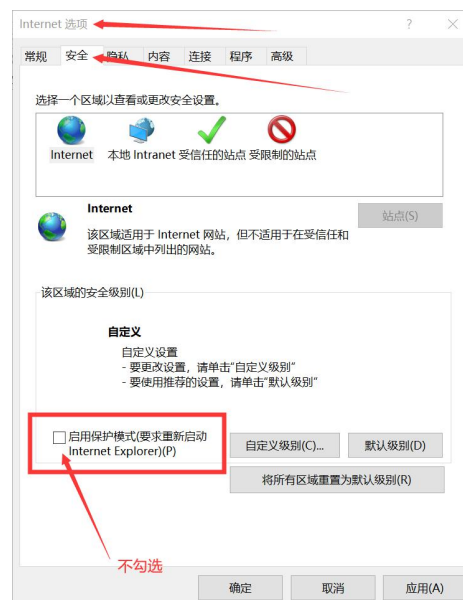 Internet 选项
?
常规 安全 隐私 内容 连接 程序 高级
选择一个区域以查看或更改安全设置。
Internet 本地 Intranet 受信任的站点 受限制的站点
Internet
站点(S)
该区域适用于 Internet 网站，但不适用于在受信任和
受限制区域中列出的网站。
该区域的安全级别(L)
自定义
自定义设置
- 要更改设置，请单击"自定义级别"
- 要使用推荐的设置，请单击"默认级别"
启用保护模式(要求重新启动
Internet Explorer)(P)
自定义级别(C)... 默认级别(D)
将所有区域重置为默认级别(R)
不勾选
确定 取消 应用(A)